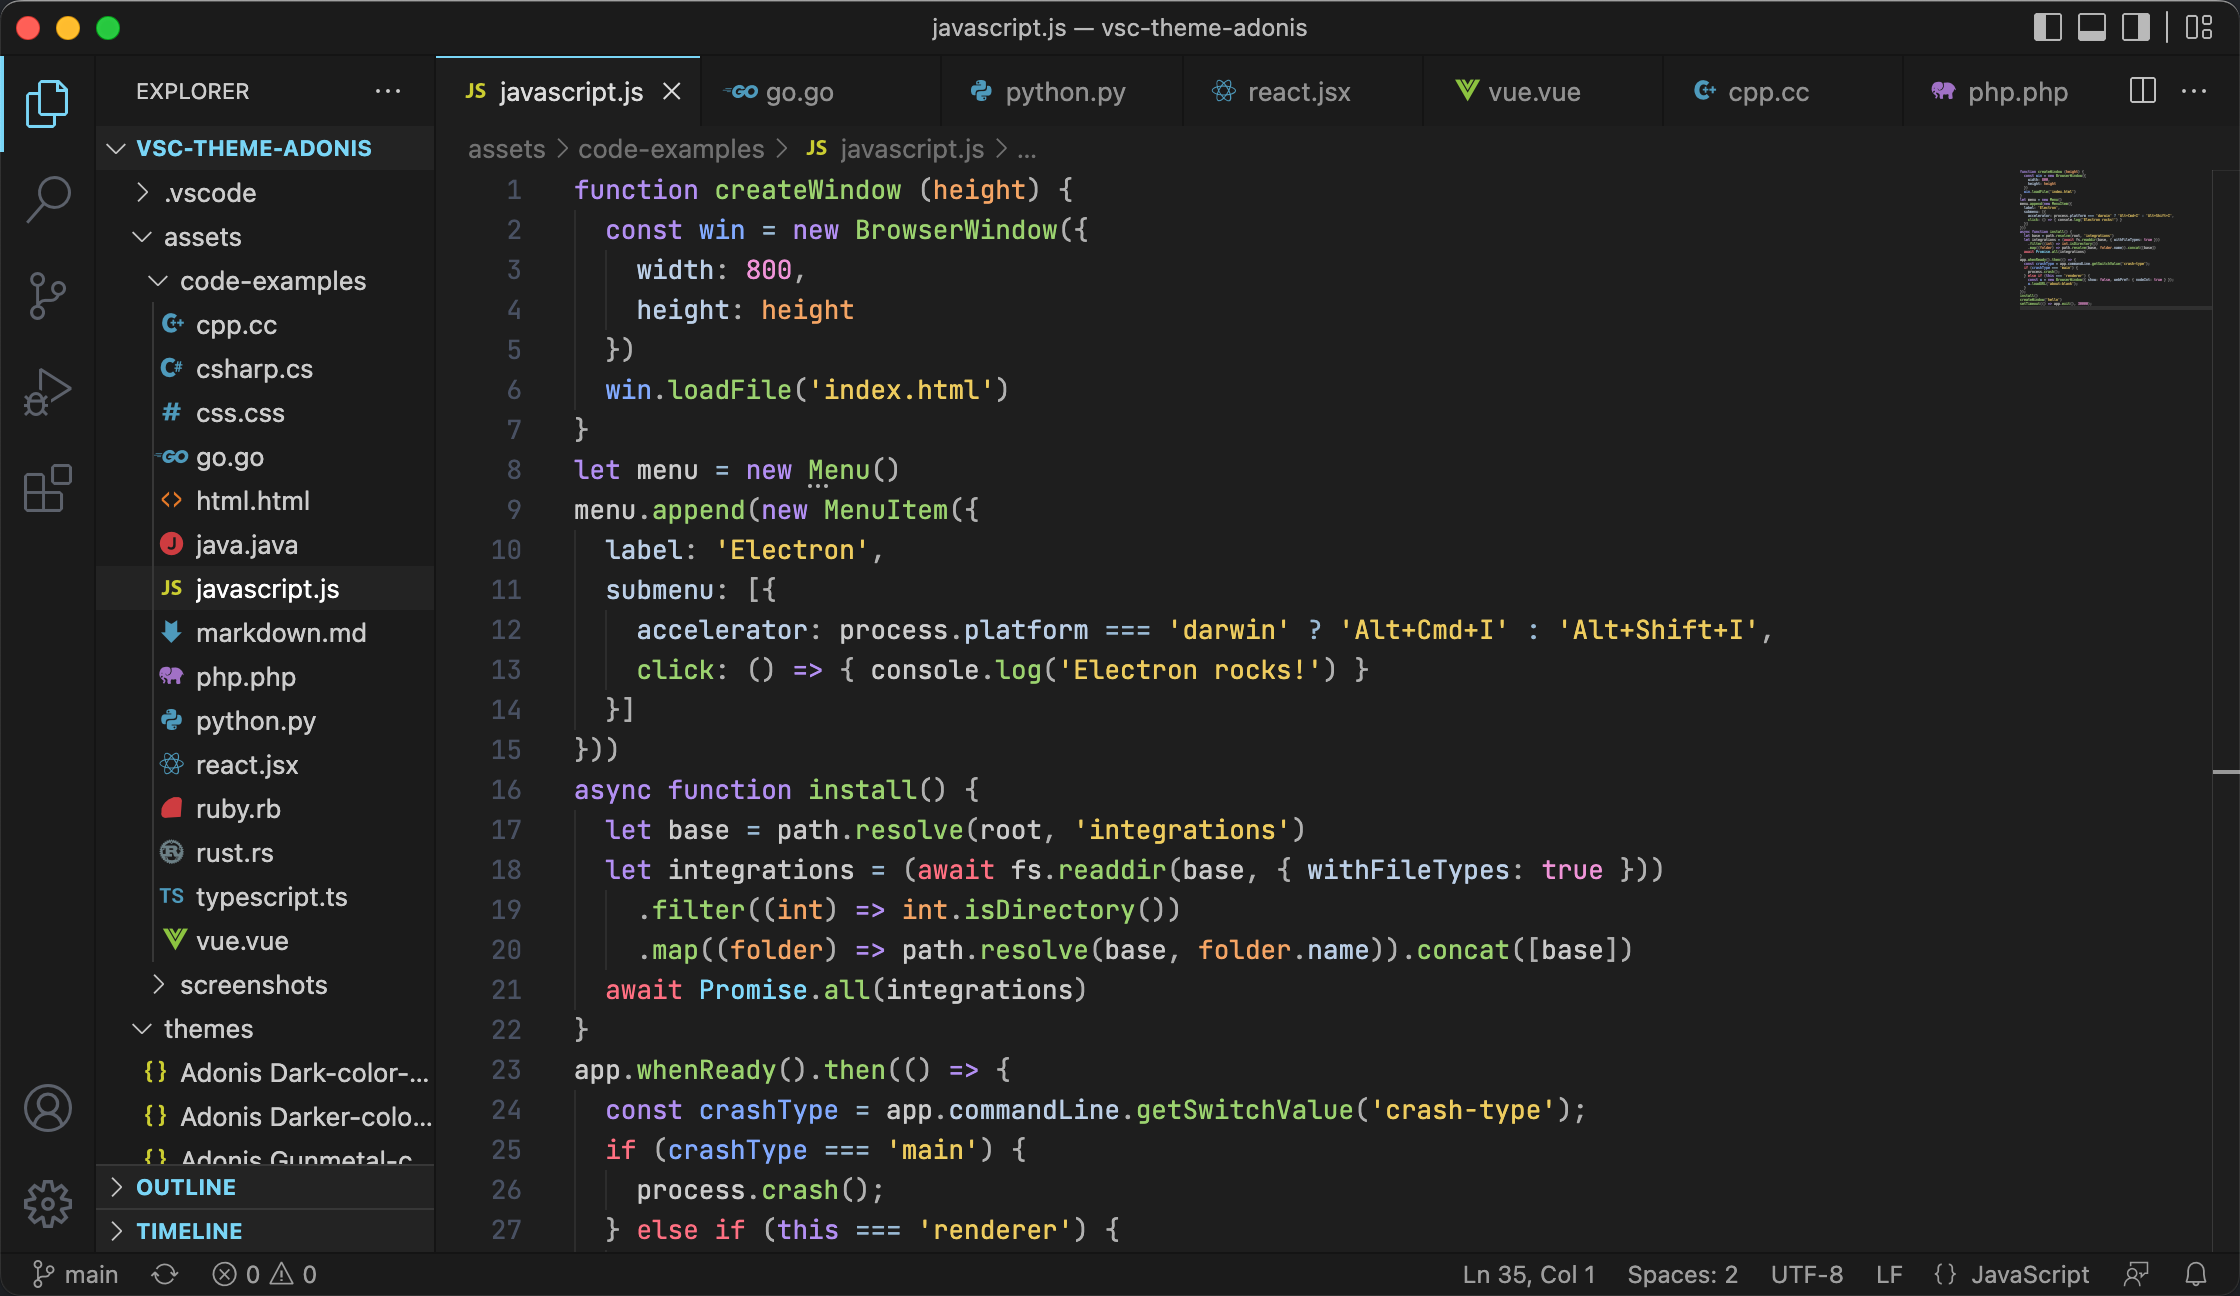 javascript.js — vsc-theme-adonis
EXPLORER
JS javascript.js
GO go.go
python.py
react.jsx
vue.vue
C+ cpp.cc
php.php
VSC-THEME-ADONIS
.vscode
assets
code-examples
C+ cpp.cc
C# csharp.cs
# css.css
GO go.go
<> html.html
J java.java
JS javascript.js
markdown.md
php.php
python.py
react.jsx
ruby.rb
R rust.rs
TS typescript.ts
vue.vue
screenshots
themes
{} Adonis Dark-color-...
{} Adonis Darker-colo...
{} Adonis Gunmetal-c
OUTLINE
TIMELINE
assets > code-examples > JS javascript.js > ...
1 function createWindow (height) {
2 const win = new BrowserWindow({
3 width: 800,
4 height: height
5 })
6 win.loadFile('index.html')
7 }
8 let menu = new Menu()
9 menu.append(new MenuItem({
10 label: 'Electron',
11 submenu: [{
12 accelerator: process.platform === 'darwin' ? 'Alt+Cmd+I' : 'Alt+Shift+I',
13 click: () => { console.log('Electron rocks!') }
14 }]
15 }))
16 async function install() {
17 let base = path.resolve(root, 'integrations')
18 let integrations = (await fs.readdir(base, { withFileTypes: true }))
19 .filter((int) => int.isDirectory())
20 .map((folder) => path.resolve(base, folder.name)).concat([base])
21 await Promise.all(integrations)
22 }
23 app.whenReady().then(() => {
24 const crashType = app.commandLine.getSwitchValue('crash-type');
25 if (crashType === 'main') {
26 process.crash();
27 } else if (this === 'renderer') {
main
0 0
Ln 35, Col 1
Spaces: 2
UTF-8
LF
{} JavaScript